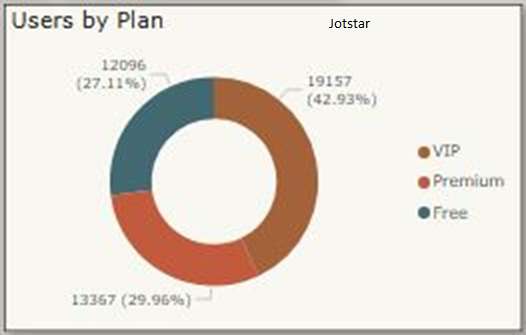 Users by Plan
Jotstar
12096
(27.11%)
19157
(42.93%)
VIP
Premium
Free
13367 (29.96%)